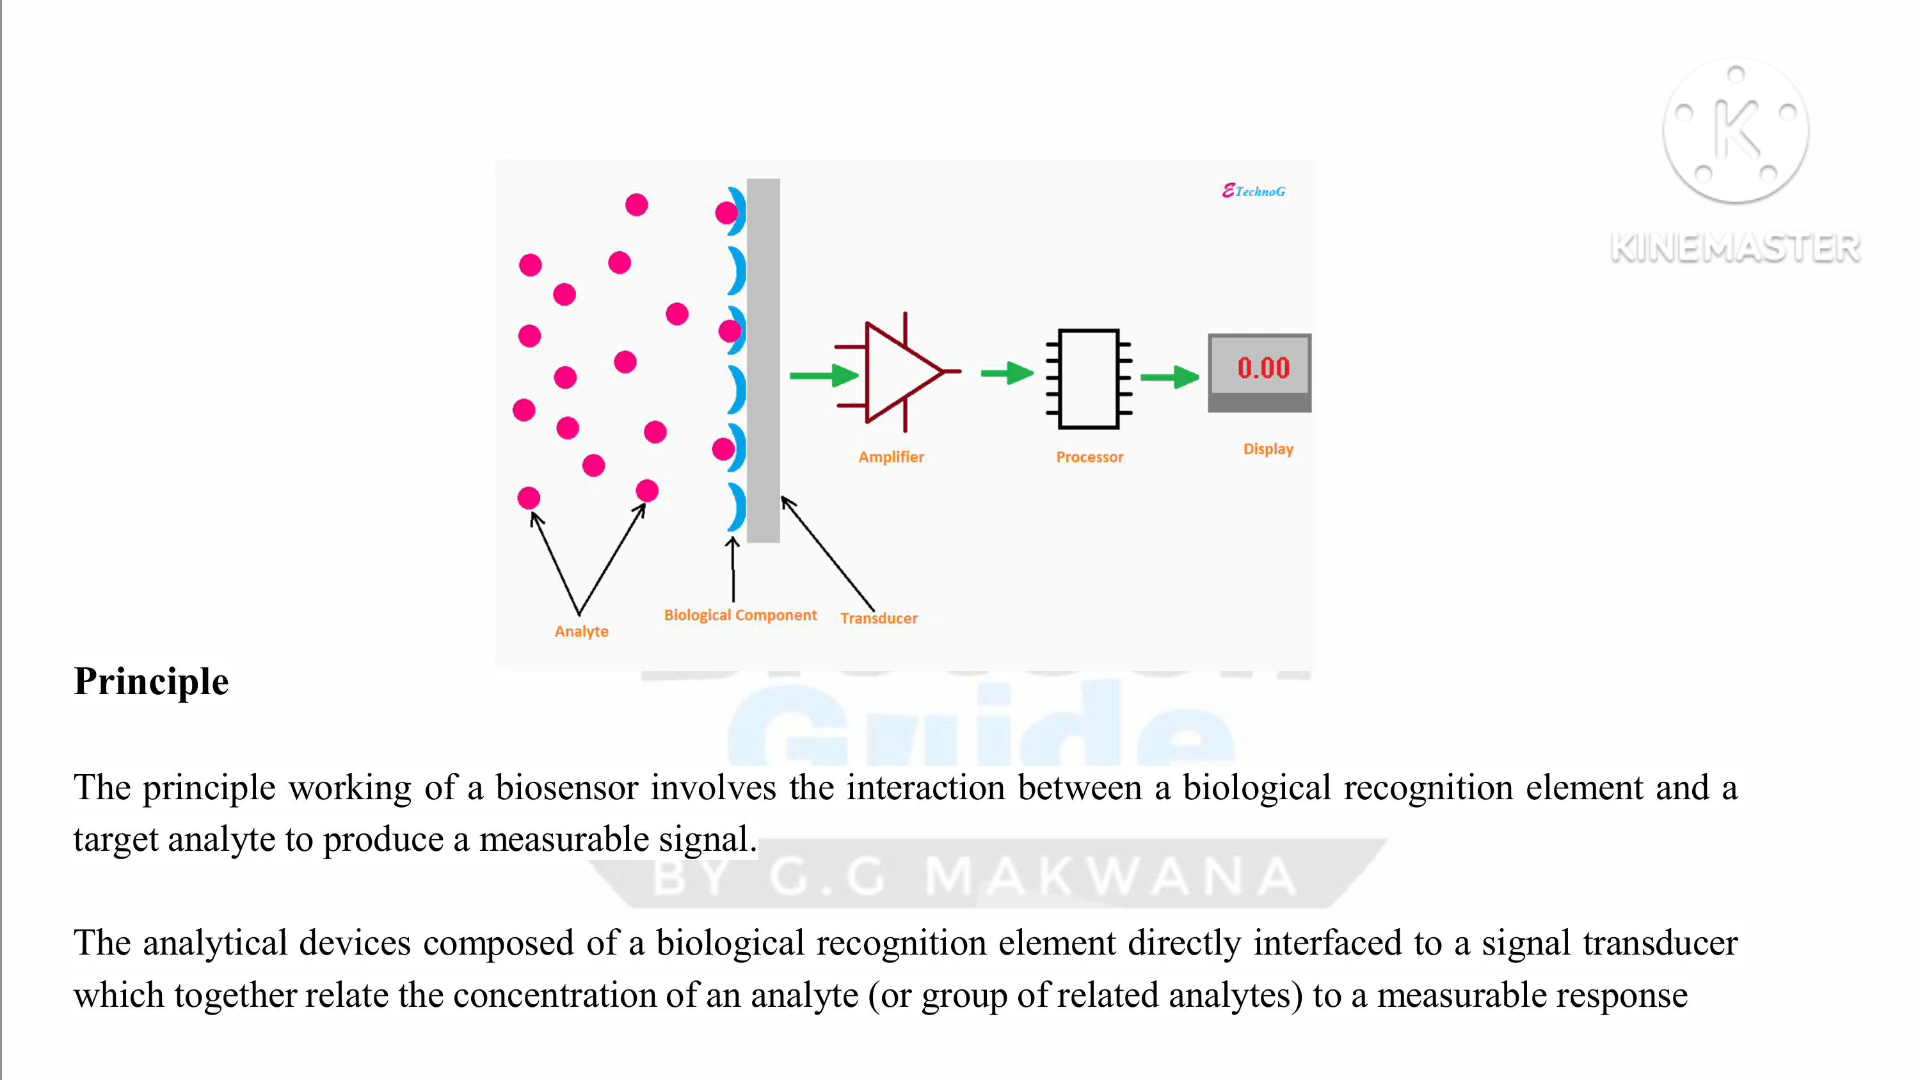 K
KINEMASTER
ETechnoG
0.00
Amplifier
Processor
Display
Biological Component
Transducer
Analyte
Principle
Guide
The principle working of a biosensor involves the interaction between a biological recognition element and a
target analyte to produce a measurable signal.
BY G.G MAKWANA
The analytical devices composed of a biological recognition element directly interfaced to a signal transducer
which together relate the concentration of an analyte (or group of related analytes) to a measurable response